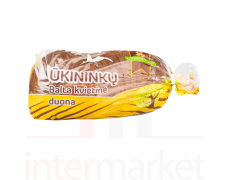 ŪKININKŲ
Balta kvietinė
duona
intermarket